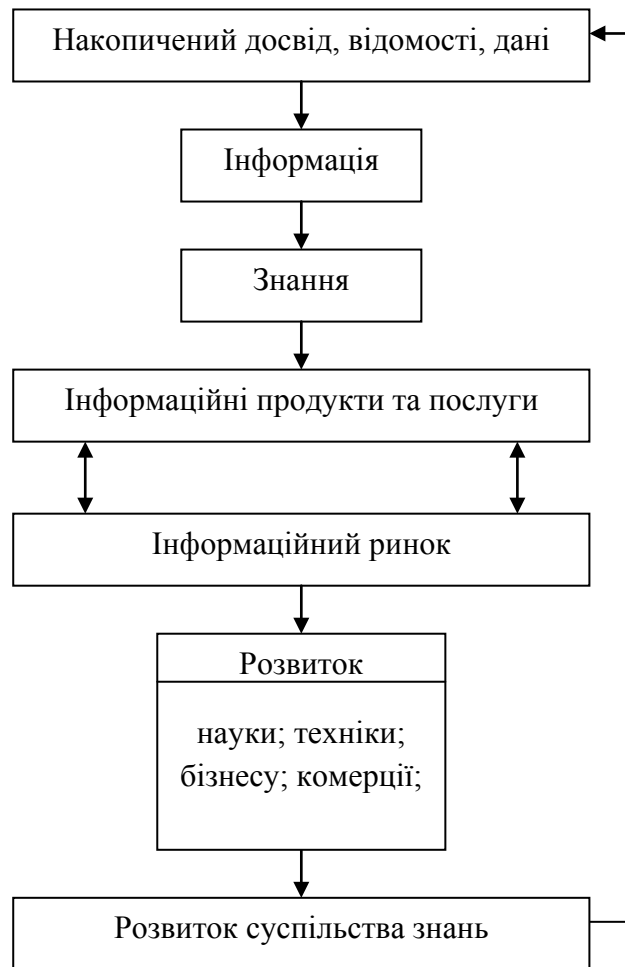 Накопичений досвід, відомості, дані
Інформація
Знання
Інформаційні продукти та послуги
Інформаційний ринок
Розвиток
науки; техніки;
бізнесу; комерції;
Розвиток суспільства знань